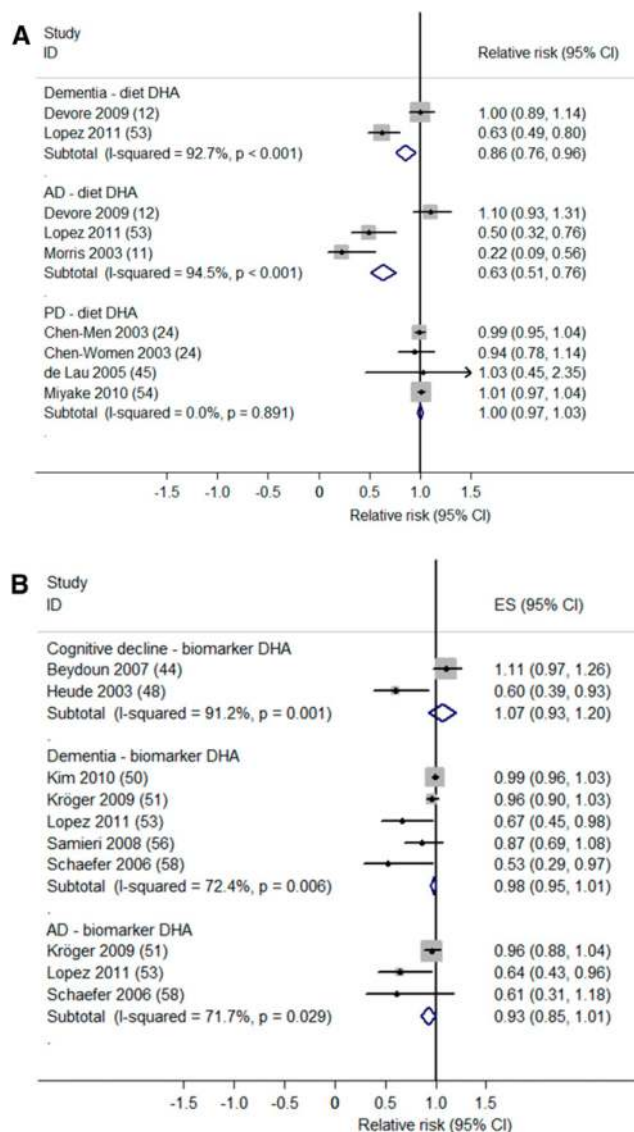 A
Study
ID Relative risk (95% CI)
Dementia - diet DHA
Devore 2009 (12) 1.00 (0.89, 1.14)
Lopez 2011 (53) 0.63 (0.49, 0.80)
Subtotal (I-squared = 92.7%, p < 0.001) 0.86 (0.76, 0.96)
.
AD - diet DHA
Devore 2009 (12) 1.10 (0.93, 1.31)
Lopez 2011 (53) 0.50 (0.32, 0.76)
Morris 2003 (11) 0.22 (0.09, 0.56)
Subtotal (I-squared = 94.5%, p < 0.001) 0.63 (0.51, 0.76)
.
PD - diet DHA
Chen-Men 2003 (24) 0.99 (0.95, 1.04)
Chen-Women 2003 (24) 0.94 (0.78, 1.14)
de Lau 2005 (45) 1.03 (0.45, 2.35)
Miyake 2010 (54) 1.01 (0.97, 1.04)
Subtotal (I-squared = 0.0%, p = 0.891) 1.00 (0.97, 1.03)
.
-1.5 -1.0 -0.5 0 0.5 1.0 1.5
Relative risk (95% CI)
B
Study
ID ES (95% CI)
Cognitive decline - biomarker DHA
Beydoun 2007 (44) 1.11 (0.97, 1.26)
Heude 2003 (48) 0.60 (0.39, 0.93)
Subtotal (I-squared = 91.2%, p = 0.001) 1.07 (0.93, 1.20)
.
Dementia - biomarker DHA
Kim 2010 (50) 0.99 (0.96, 1.03)
Kröger 2009 (51) 0.96 (0.90, 1.03)
Lopez 2011 (53) 0.67 (0.45, 0.98)
Samieri 2008 (56) 0.87 (0.69, 1.08)
Schaefer 2006 (58) 0.53 (0.29, 0.97)
Subtotal (I-squared = 72.4%, p = 0.006) 0.98 (0.95, 1.01)
.
AD - biomarker DHA
Kröger 2009 (51) 0.96 (0.88, 1.04)
Lopez 2011 (53) 0.64 (0.43, 0.96)
Schaefer 2006 (58) 0.61 (0.31, 1.18)
Subtotal (I-squared = 71.7%, p = 0.029) 0.93 (0.85, 1.01)
.
-1.5 -1.0 -0.5 0 0.5 1.0 1.5
Relative risk (95% CI)